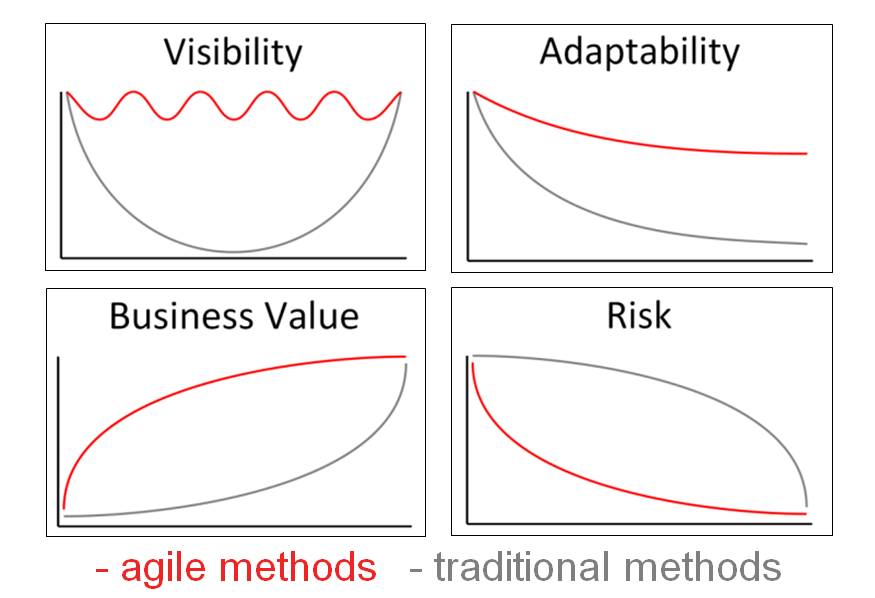 Visibility
Adaptability
Business Value
Risk
- agile methods - traditional methods